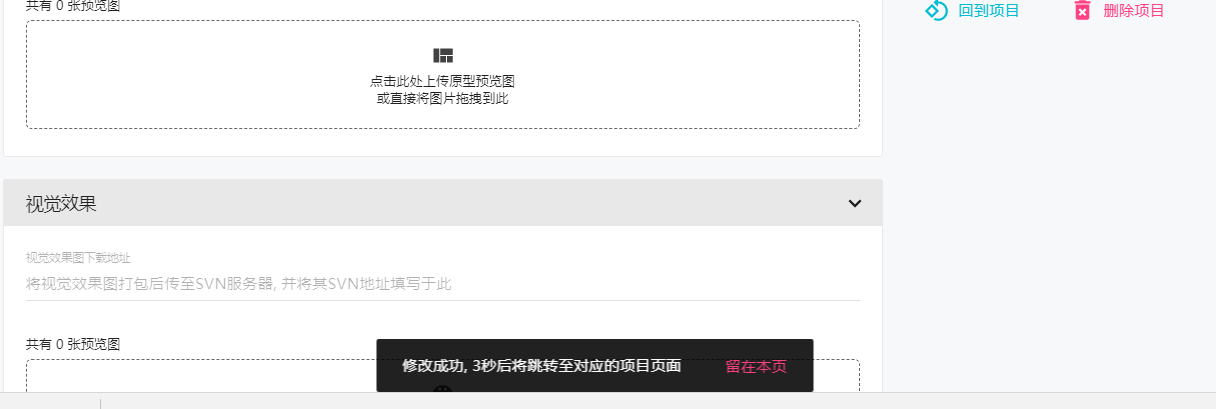 共有 0 张预览图
回到项目
删除项目
点击此处上传原型预览图
或直接将图片拖拽到此
视觉效果
视觉效果图下载地址
将视觉效果图打包后传至SVN服务器, 并将其SVN地址填写于此
共有 0 张预览图
修改成功, 3秒后将跳转至对应的项目页面
留在本页